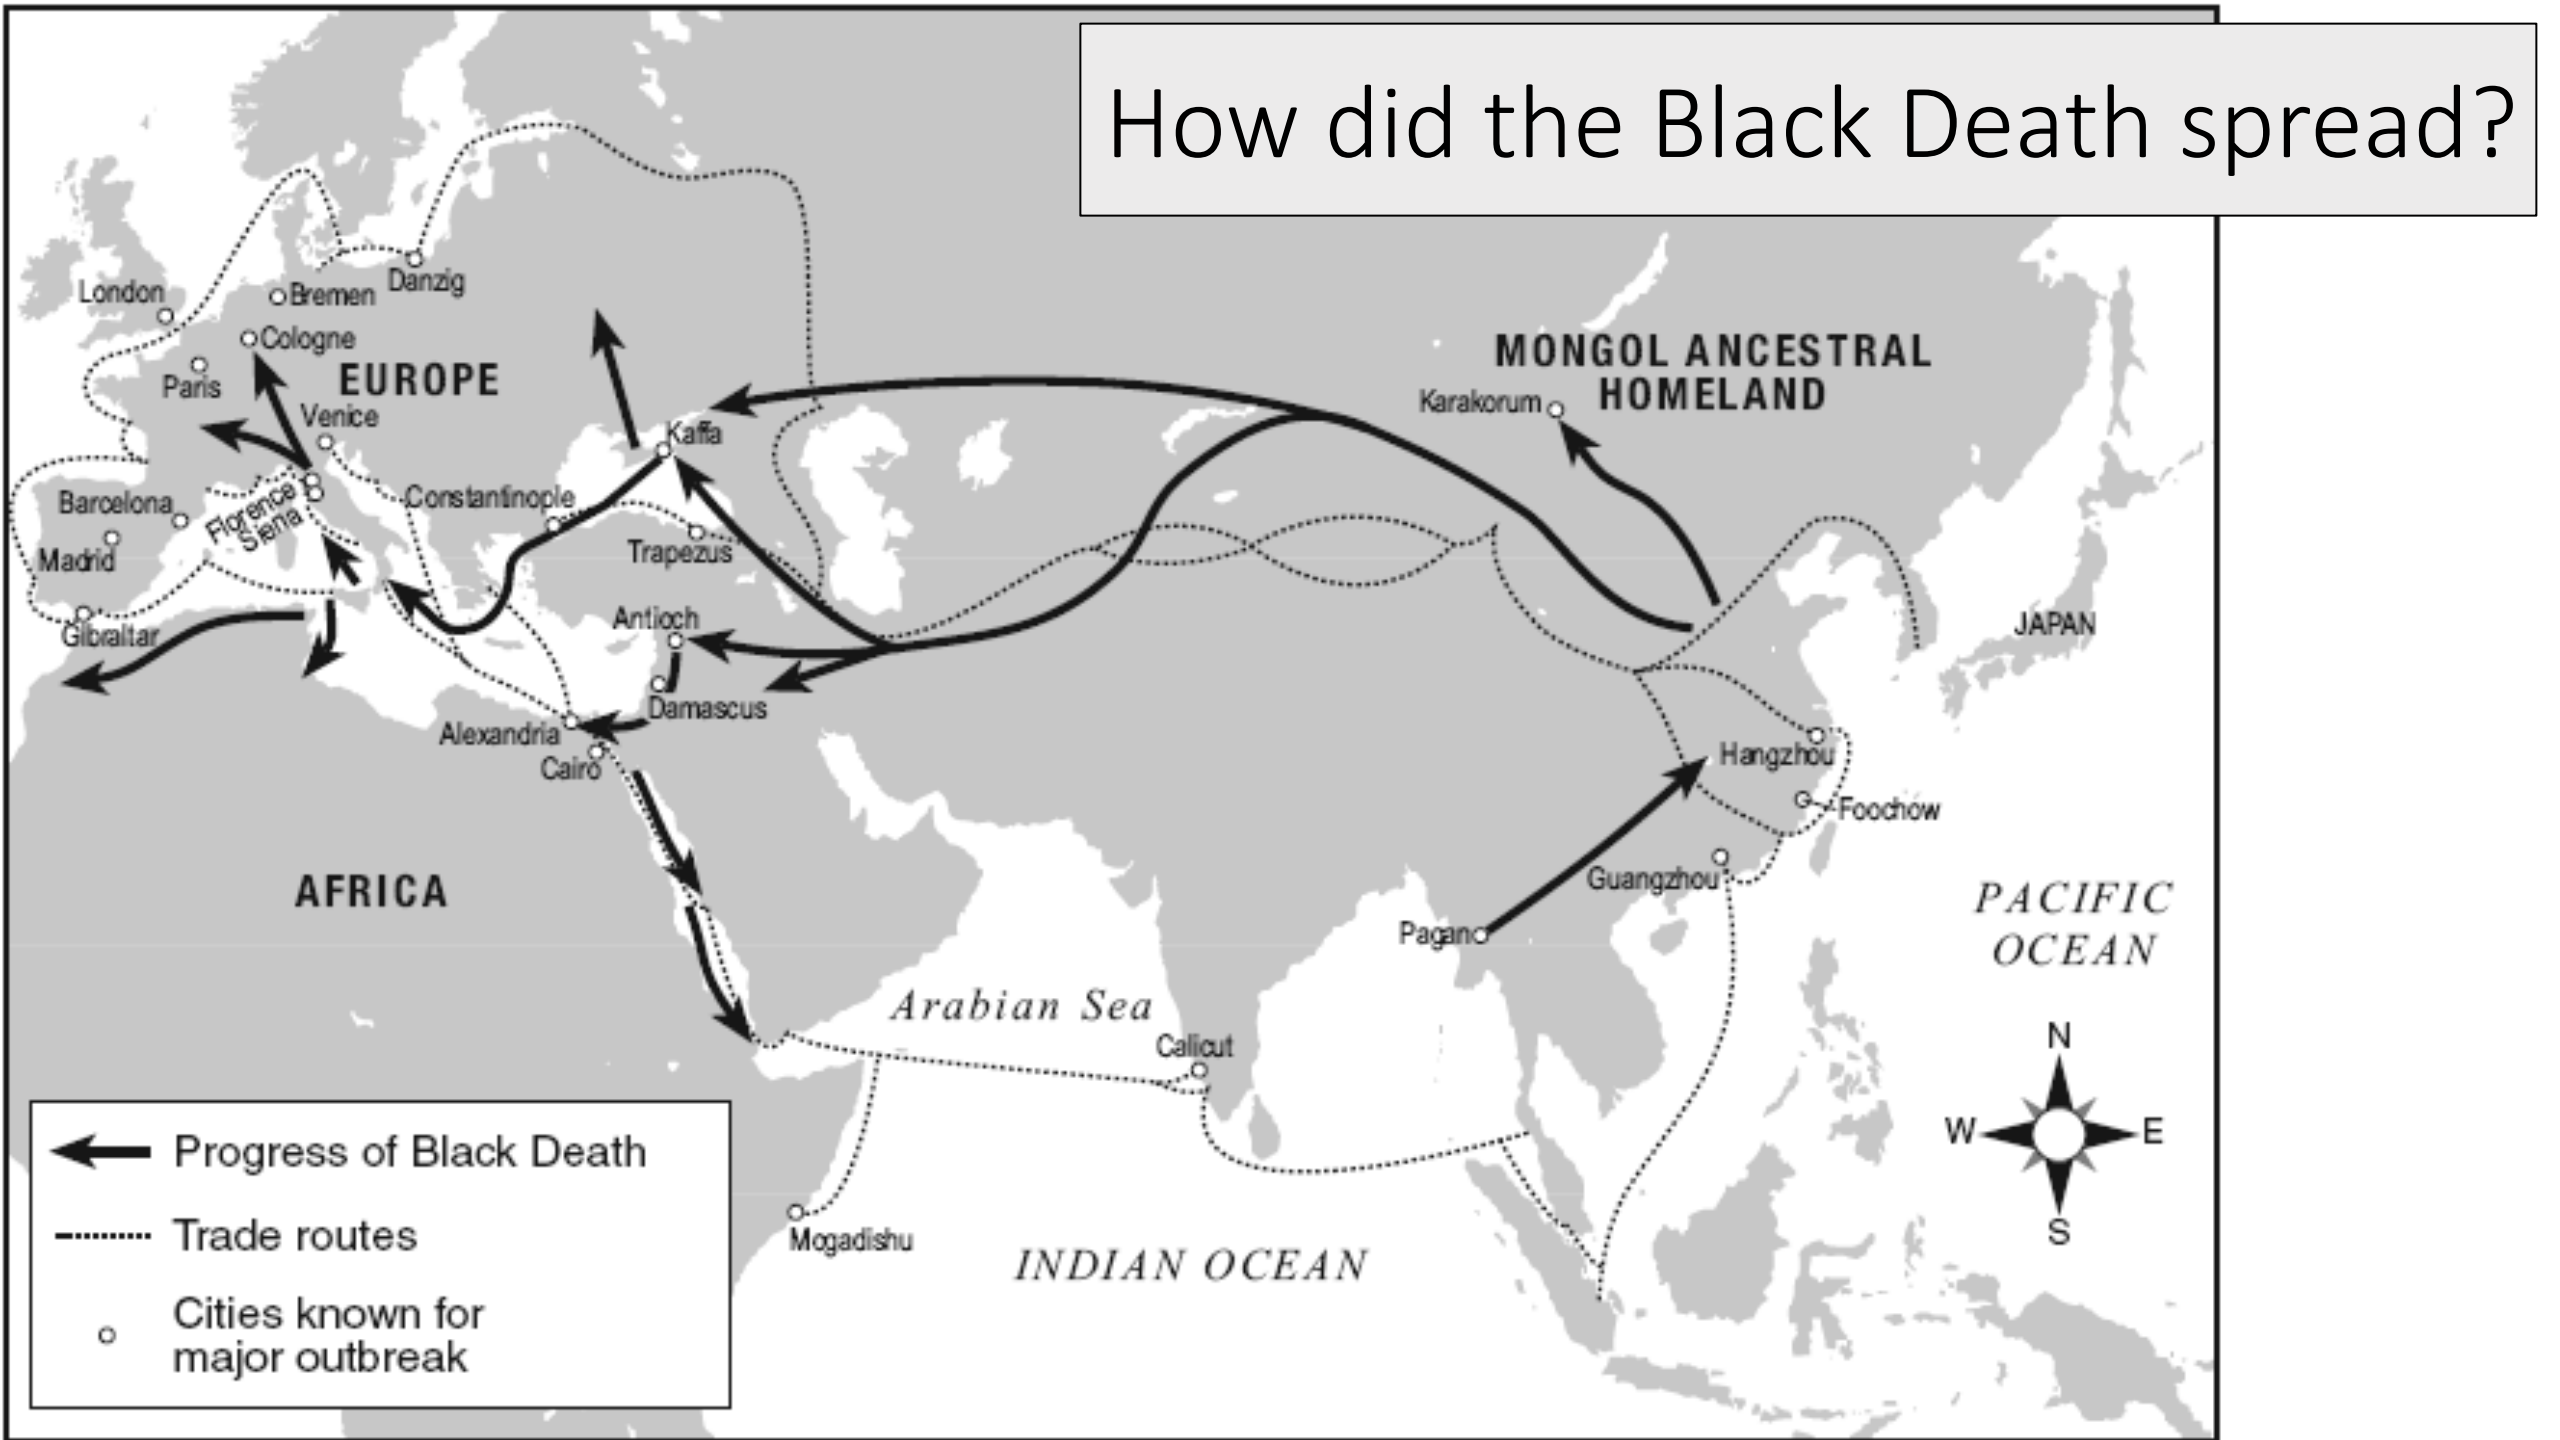 How did the Black Death spread?
London
Bremen
Danzig
Cologne
Paris
EUROPE
Venice
MONGOL ANCESTRAL
HOMELAND
Karakorum
Kaffa
Barcelona
Florence
Siena
Constantinople
Madrid
Trapezus
Gibraltar
Antioch
JAPAN
Damascus
Alexandria
Cairo
Hangzhou
Foochow
AFRICA
Guangzhou
Pagan
PACIFIC
OCEAN
Arabian Sea
Calicut
N
W
E
S
Mogadishu
INDIAN OCEAN
Progress of Black Death
Trade routes
Cities known for
major outbreak